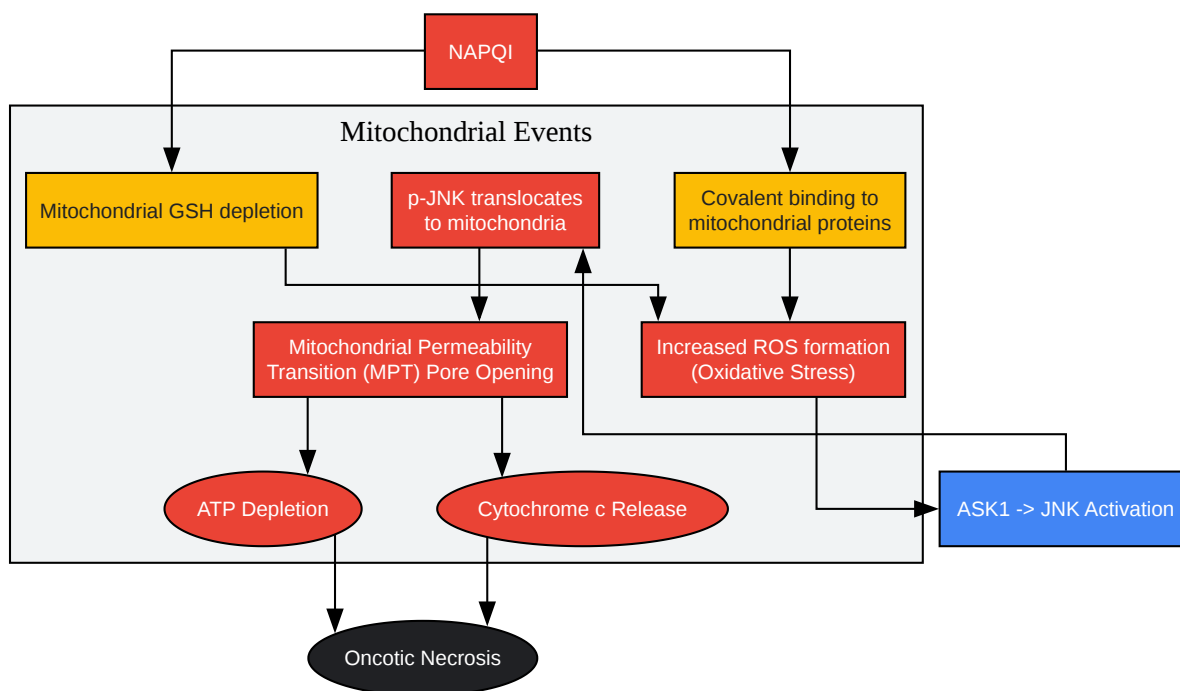 NAPQI
Mitochondrial Events
Mitochondrial GSH depletion
p-JNK translocates
to mitochondria
Covalent binding to
mitochondrial proteins
Mitochondrial Permeability
Transition (MPT) Pore Opening
Increased ROS formation
(Oxidative Stress)
ATP Depletion
Cytochrome c Release
ASK1 -> JNK Activation
Oncotic Necrosis